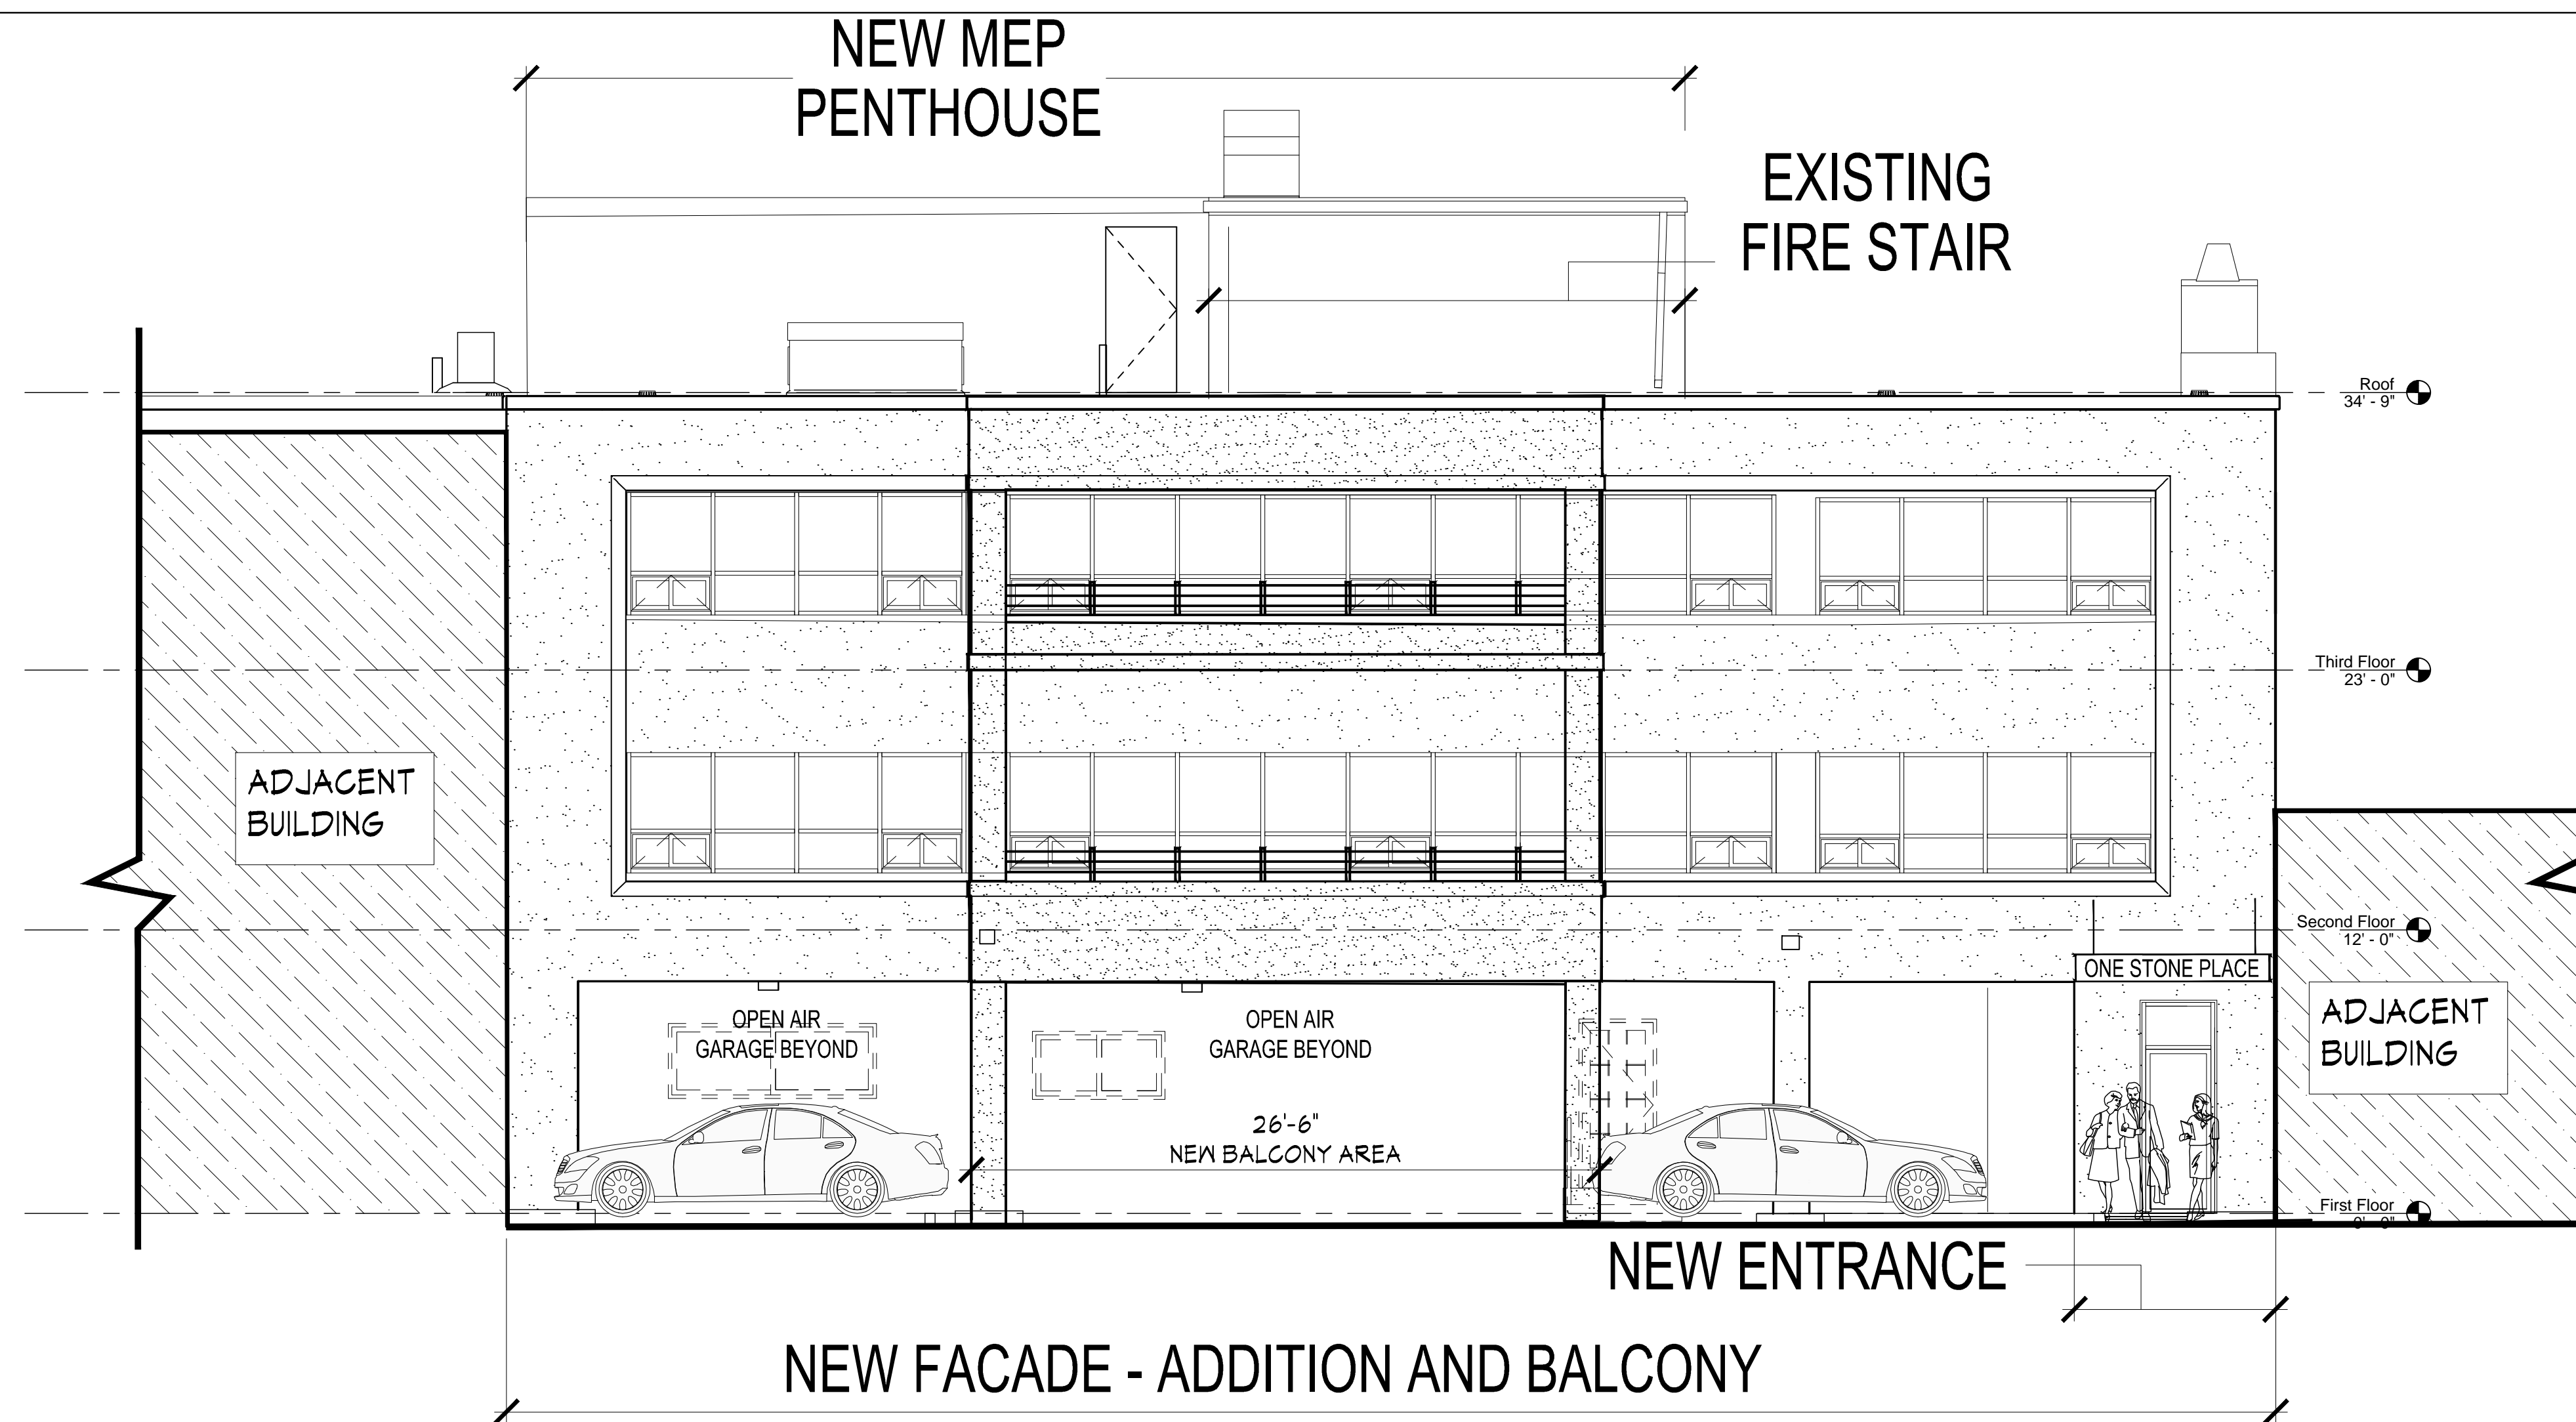 NEW MEP
PENTHOUSE
EXISTING
FIRE STAIR
Roof
34' - 9"
Third Floor
23' - 0"
ADJACENT
BUILDING
Second Floor
12' - 0"
ONE STONE PLACE
OPEN AIR
GARAGE BEYOND
OPEN AIR
GARAGE BEYOND
ADJACENT
BUILDING
26'-6"
NEW BALCONY AREA
First Floor
0' - 0"
NEW ENTRANCE
NEW FACADE - ADDITION AND BALCONY